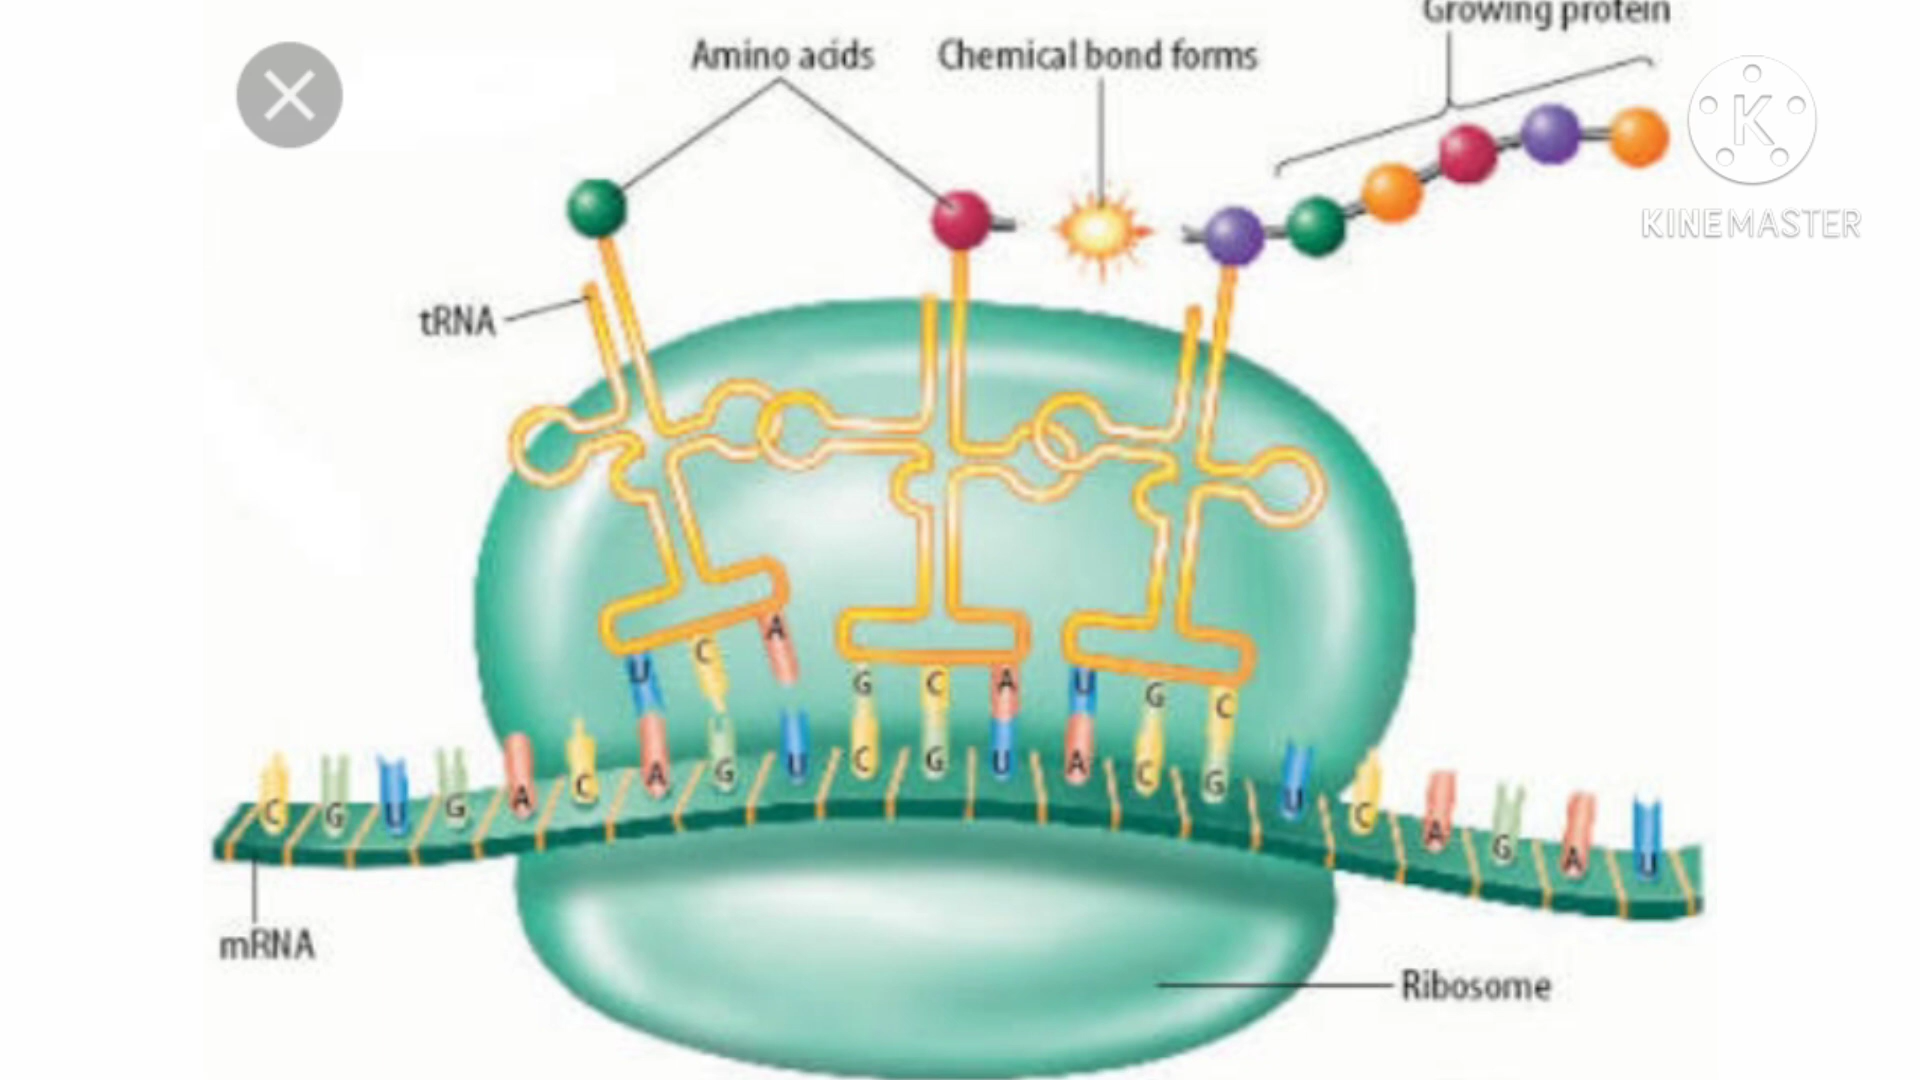 Growing protein
Amino acids
Chemical bond forms
K
KINEMASTER
tRNA
A
U C
G C A U G C
C G U G A C A G U C G U A C G U C A G A U
mRNA
Ribosome